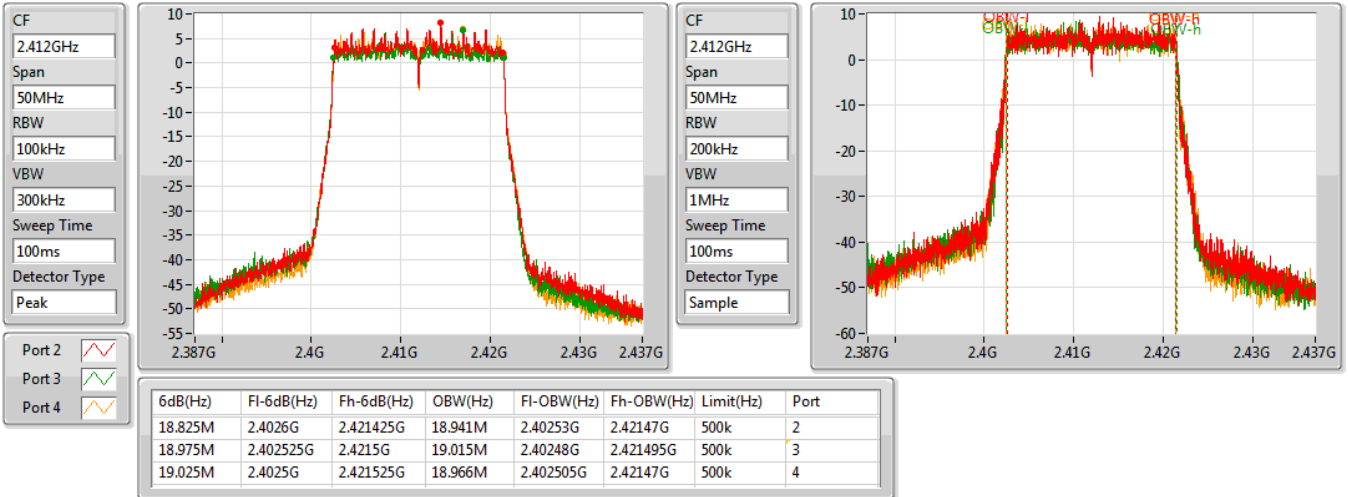 CF
2.412GHz
Span
50MHz
RBW
100kHz
VBW
300kHz
Sweep Time
100ms
Detector Type
Peak
10
5
0
-5
-10
-15
-20
-25
-30
-35
-40
-45
-50
-55
2.387G 2.4G 2.41G 2.42G 2.43G 2.437G
CF
2.412GHz
Span
50MHz
RBW
200kHz
VBW
1MHz
Sweep Time
100ms
Detector Type
Sample
10
0
-10
-20
-30
-40
-50
-60
OBW-h
OBW-h
2.387G 2.4G 2.41G 2.42G 2.43G 2.437G
Port 2
Port 3
Port 4
6dB(Hz) Fl-6dB(Hz) Fh-6dB(Hz) OBW(Hz) Fl-OBW(Hz) Fh-OBW(Hz) Limit(Hz) Port
18.825M 2.4026G 2.421425G 18.941M 2.40253G 2.42147G 500k 2
18.975M 2.402525G 2.4215G 19.015M 2.40248G 2.421495G 500k 3
19.025M 2.4025G 2.421525G 18.966M 2.402505G 2.42147G 500k 4